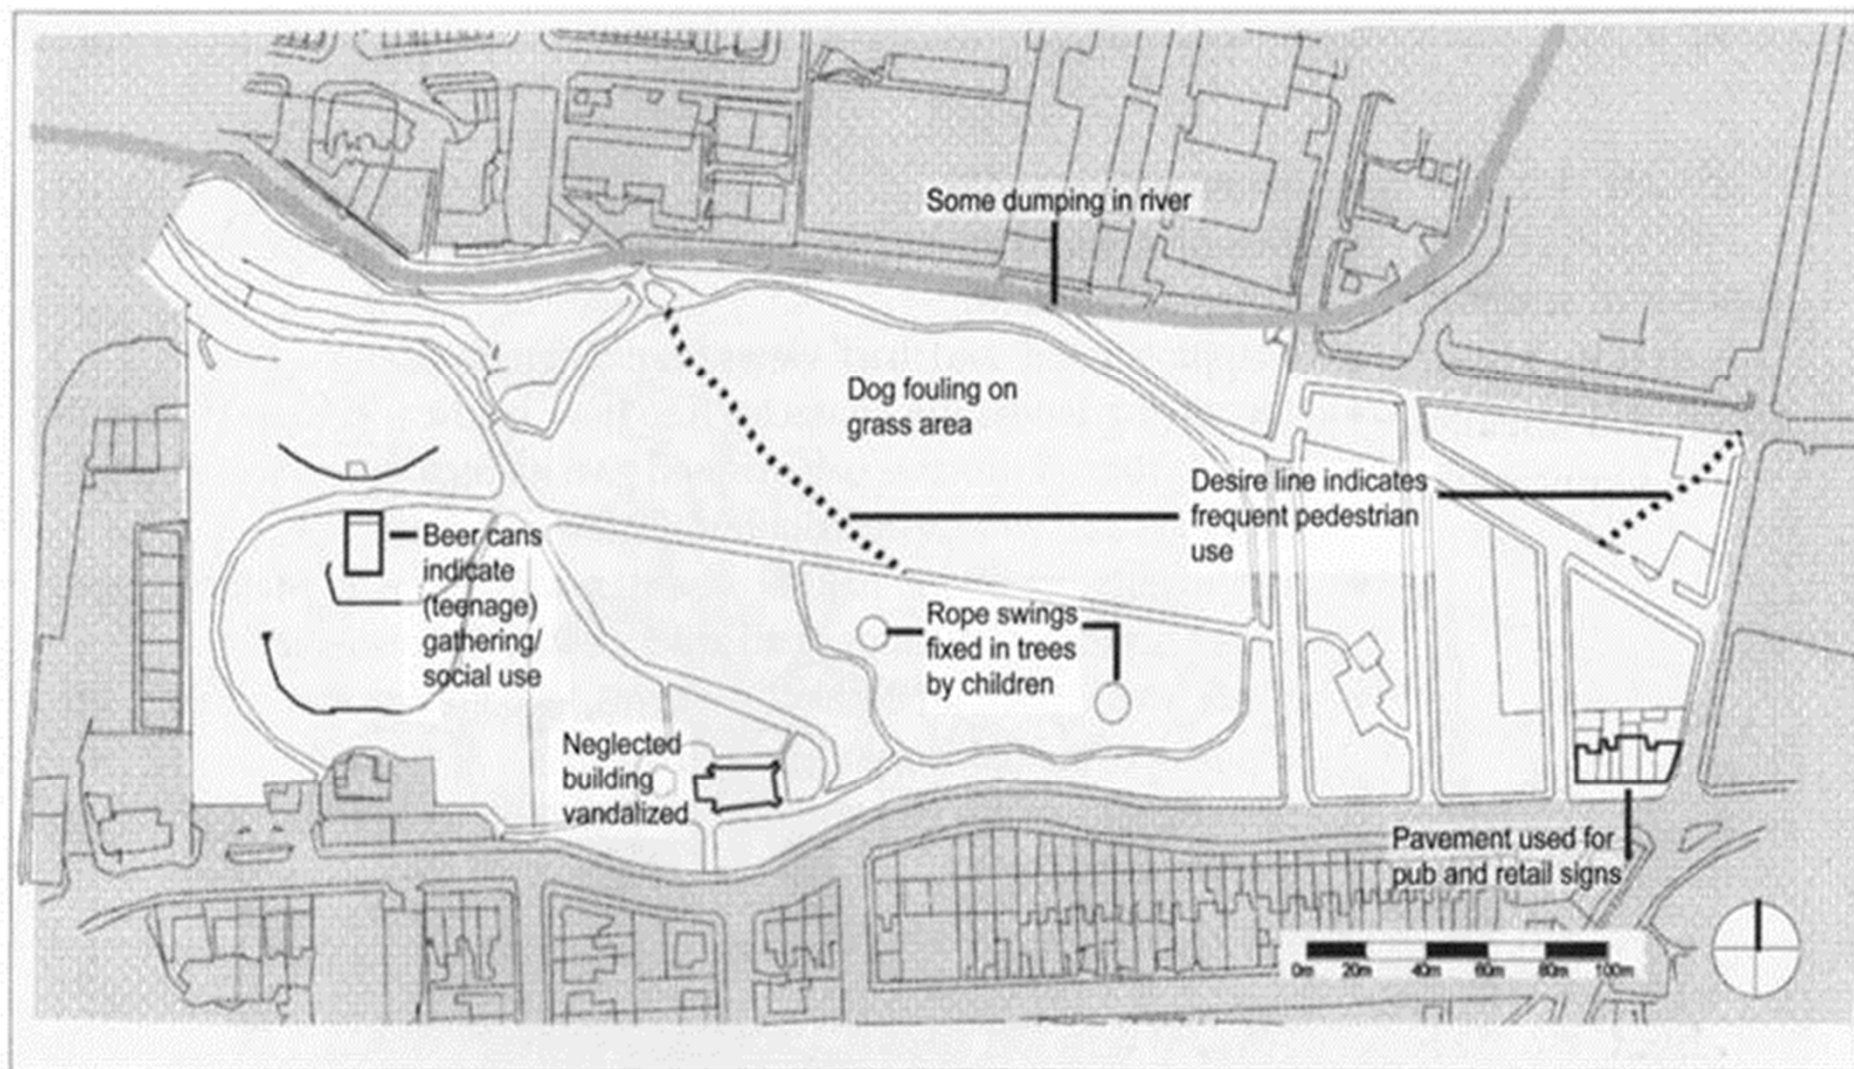 Some dumping in river
Dog fouling on
grass area
Desire line indicates
frequent pedestrian
use
Beer cans
indicate
(teenage)
gathering/
social use
Rope swings
fixed in trees
by children
Neglected
building
vandalized
Pavement used for
pub and retail signs
0m 20m 40m 60m 80m 100m